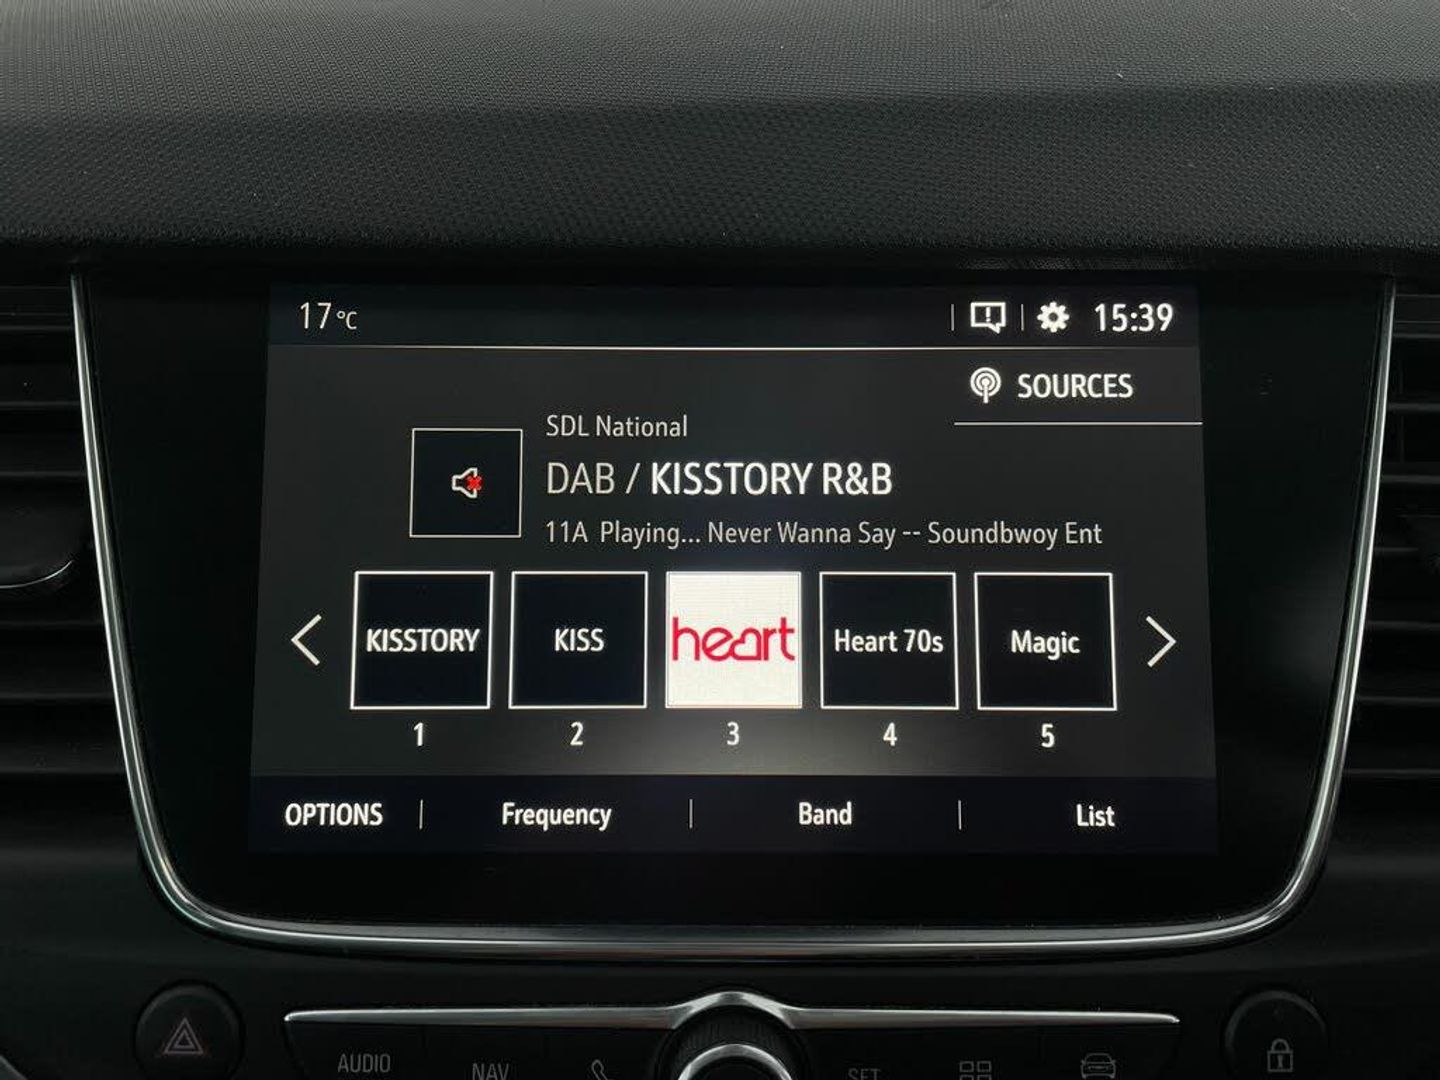 17°C 15:39
SOURCES
SDL National
DAB / KISSTORY R&B
11A Playing... Never Wanna Say -- Soundbwoy Ent
KISSTORY KISS heart Heart 70s Magic
1 2 3 4 5
OPTIONS Frequency Band List
AUDIO NAV SET